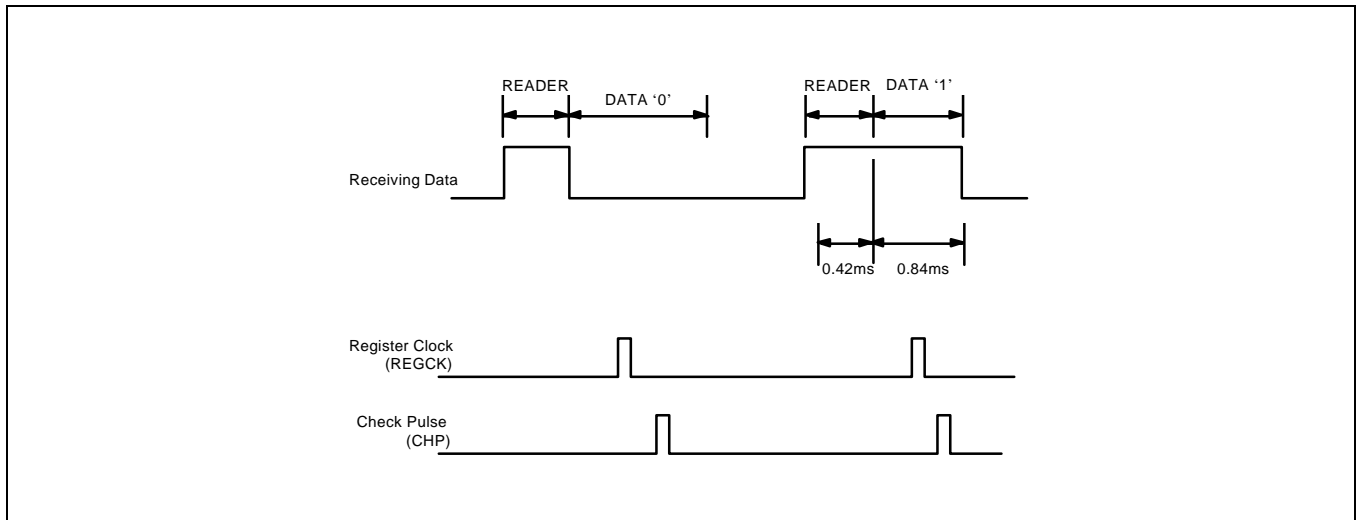 READER
DATA ‘0’
READER
DATA ‘1’
Receiving Data
0.42ms
0.84ms
Register Clock
(REGCK)
Check Pulse
(CHP)